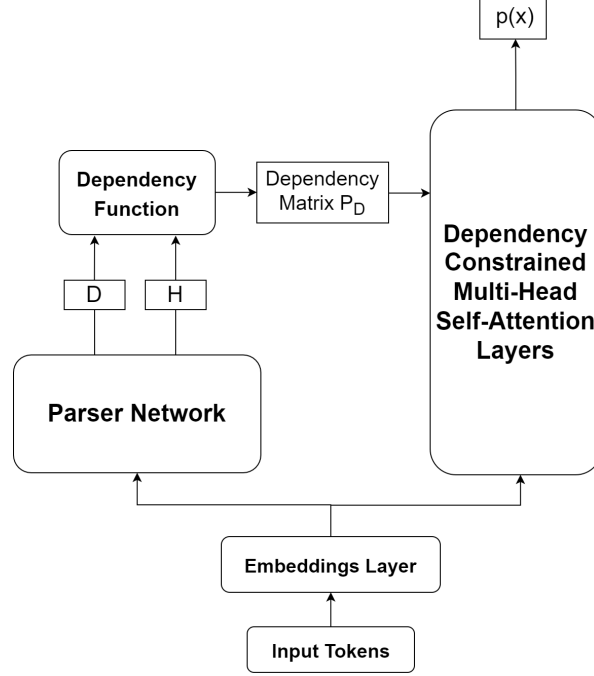 p(x)
Dependency
Function
Dependency
Matrix P_D
Dependency
Constrained
Multi-Head
Self-Attention
Layers
D
H
Parser Network
Embeddings Layer
Input Tokens